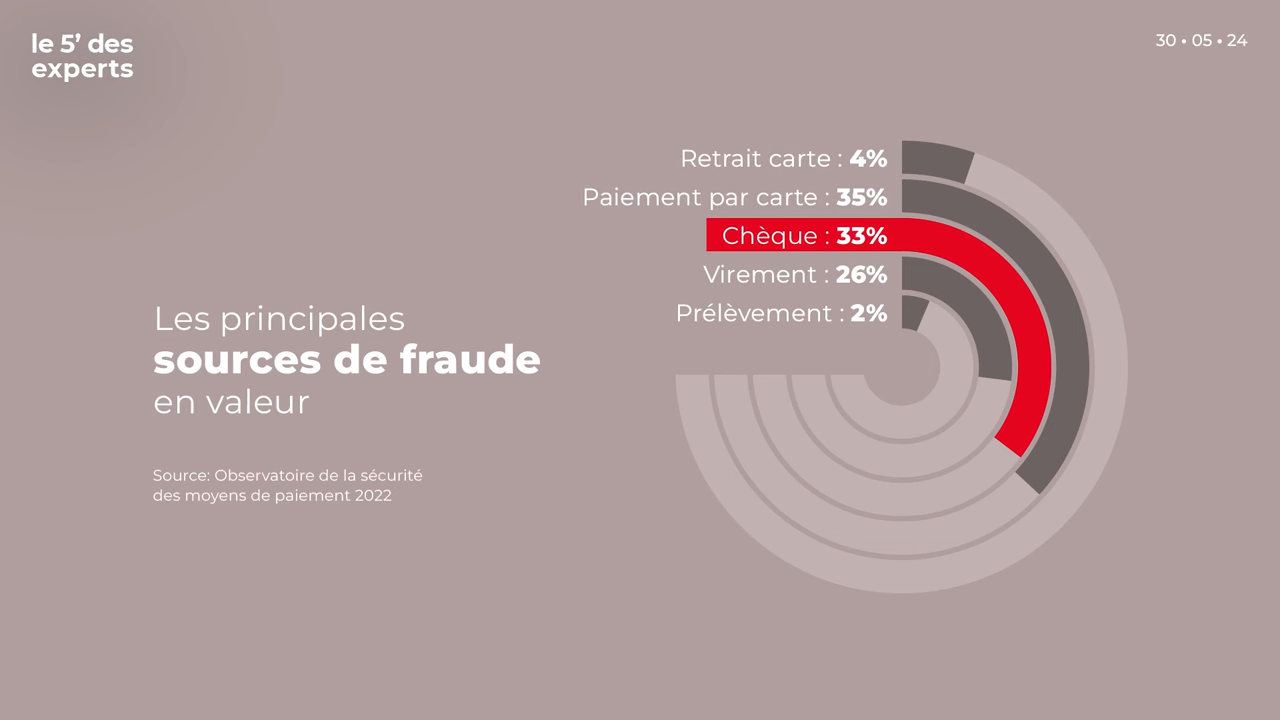 le 5’ des
experts
30 • 05 • 24
Retrait carte : 4%
Paiement par carte : 35%
Chèque : 33%
Virement : 26%
Prélèvement : 2%
Les principales
sources de fraude
en valeur
Source: Observatoire de la sécurité
des moyens de paiement 2022